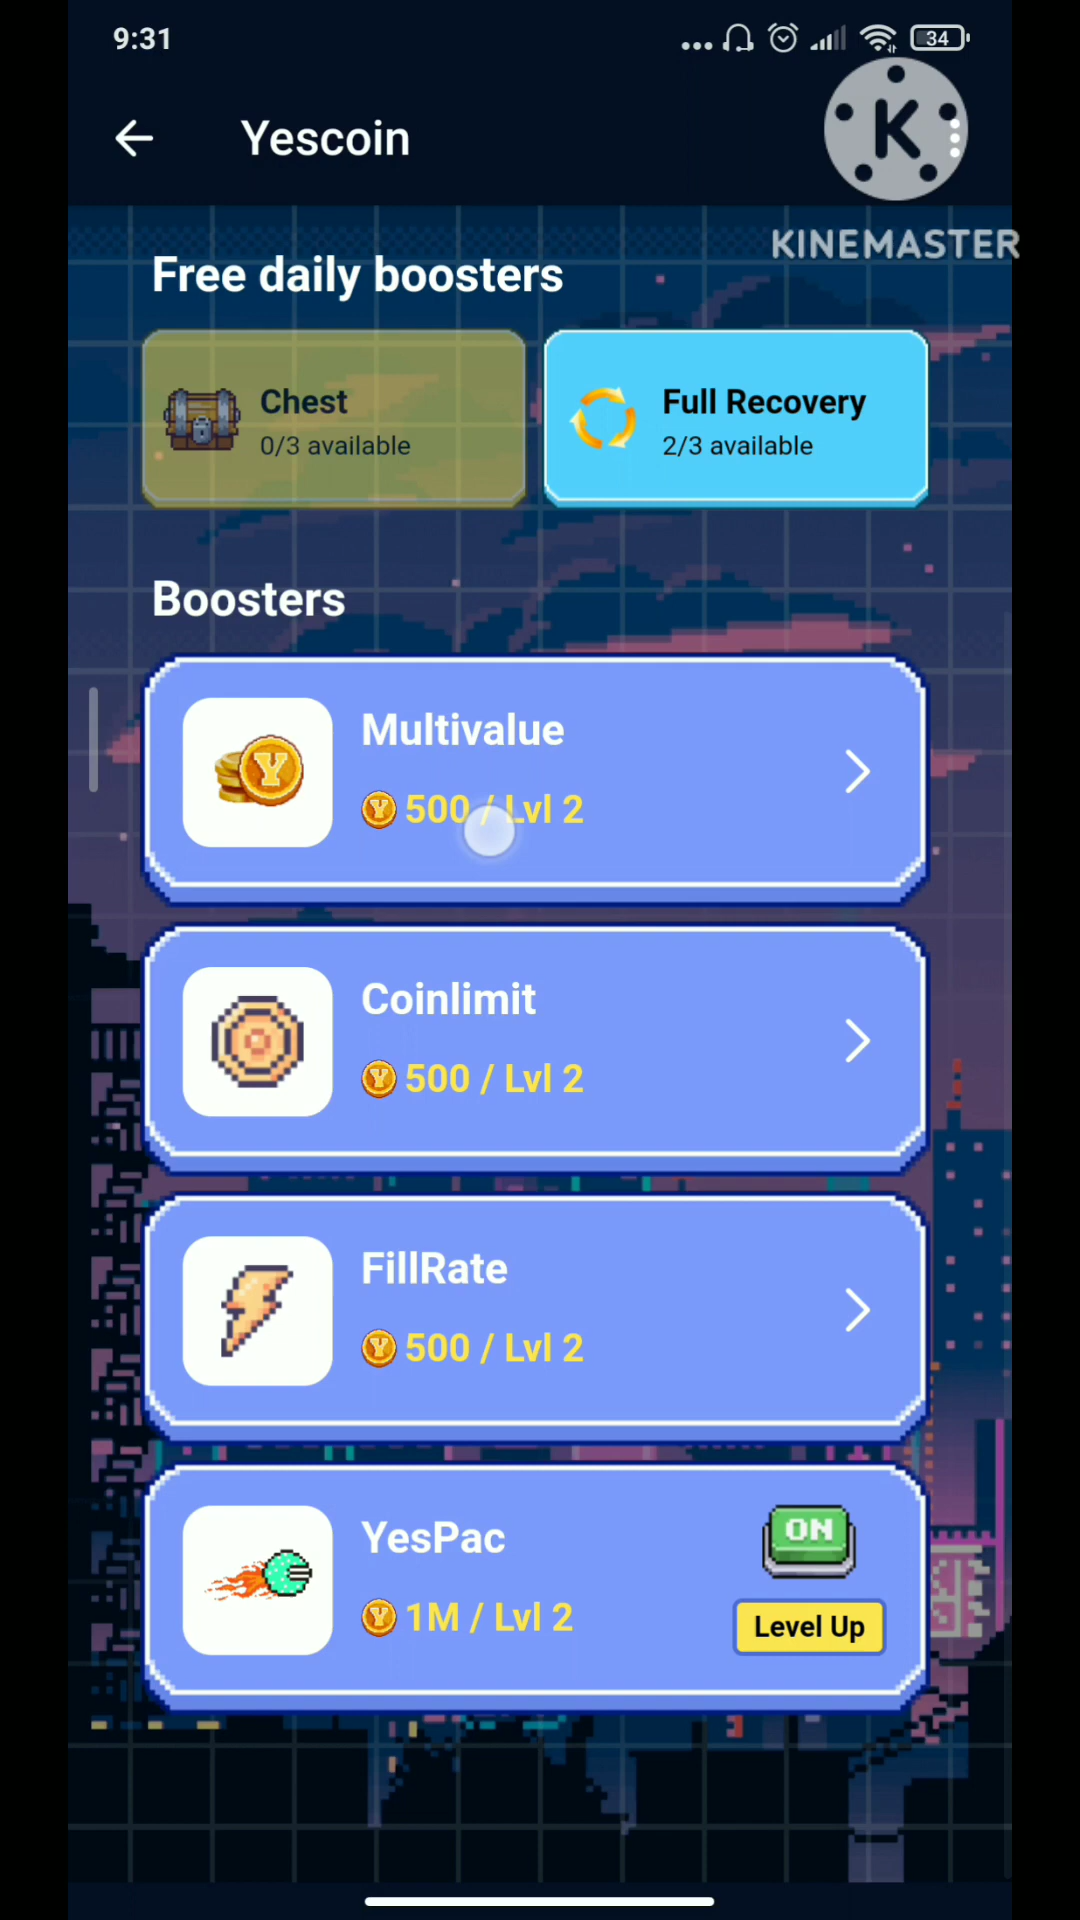 9:31
34
Yescoin
K
KINEMASTER
Free daily boosters
Chest
0/3 available
Full Recovery
2/3 available
Boosters
Multivalue
500 / Lvl 2
Coinlimit
500 / Lvl 2
FillRate
500 / Lvl 2
YesPac
1M / Lvl 2
ON
Level Up